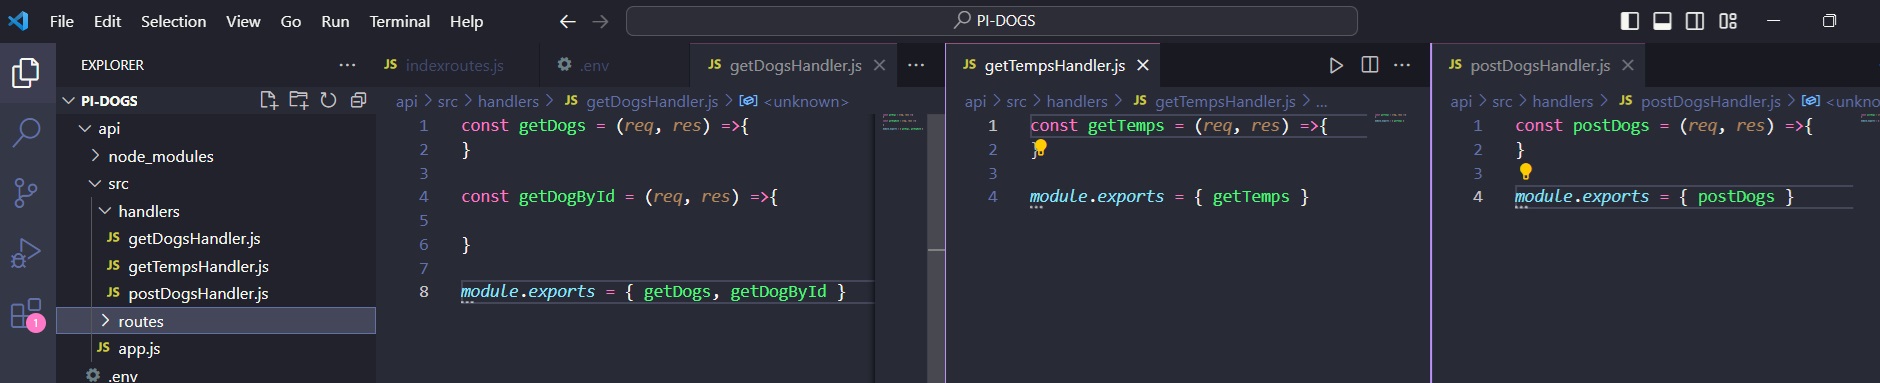 File Edit Selection View Go Run Terminal Help
PI-DOGS
EXPLORER
PI-DOGS
api
node_modules
src
handlers
JS getDogsHandler.js
JS getTempsHandler.js
JS postDogsHandler.js
routes
JS app.js
.env
1
JS indexroutes.js
.env
JS getDogsHandler.js
api > src > handlers > JS getDogsHandler.js > <unknown>
1 const getDogs = (req, res) =>{
2 }
3
4 const getDogById = (req, res) =>{
5
6 }
7
8 module.exports = { getDogs, getDogById }
JS getTempsHandler.js
api > src > handlers > JS getTempsHandler.js > ...
1 const getTemps = (req, res) =>{
2 }
3
4 module.exports = { getTemps }
JS postDogsHandler.js
api > src > handlers > JS postDogsHandler.js > <unkno
1 const postDogs = (req, res) =>{
2 }
3
4 module.exports = { postDogs }